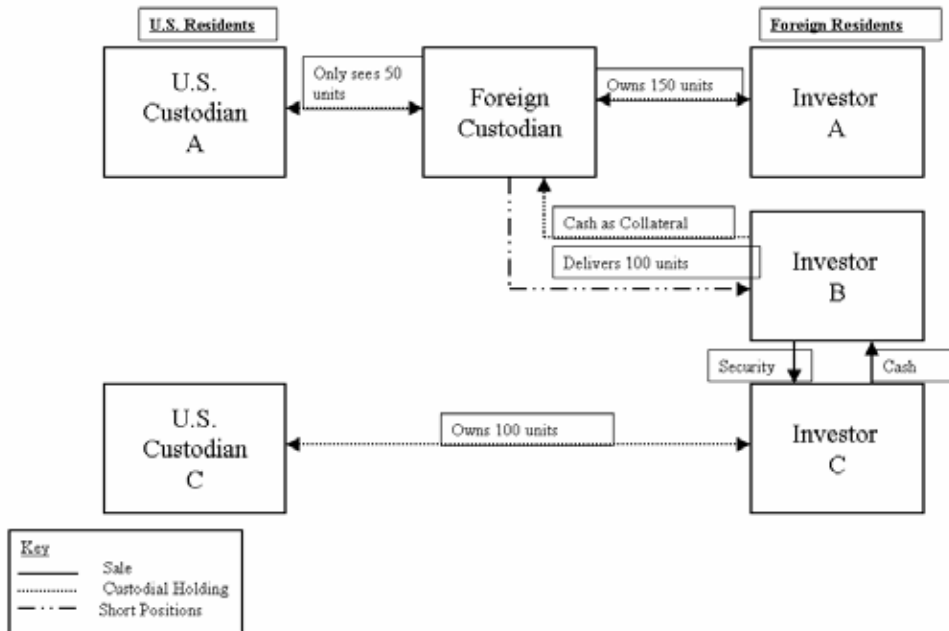 U.S. Residents
Foreign Residents
U.S.
Custodian
A
Only sees 50
units
Foreign
Custodian
Owns 150 units
Investor
A
Cash as Collateral
Delivers 100 units
Investor
B
Security
Cash
U.S.
Custodian
C
Owns 100 units
Investor
C
Key
Sale
Custodial Holding
Short Positions